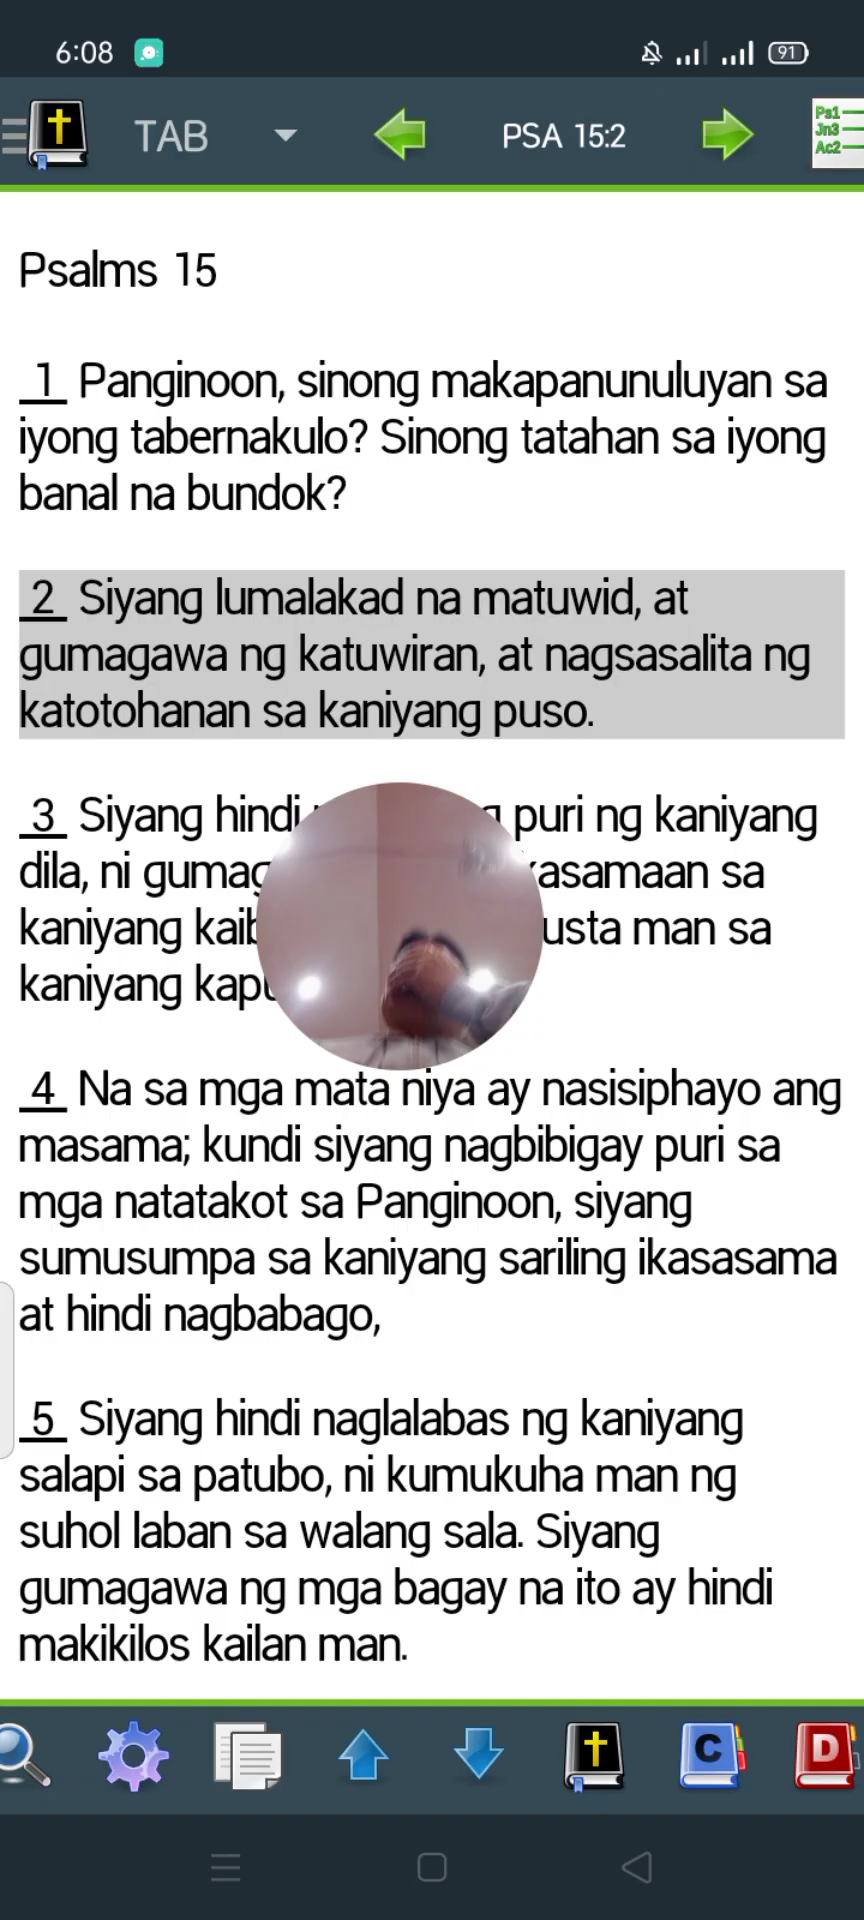 6:08
91
TAB
PSA 15:2
Ps1
Jn3
Ac2
Psalms 15
1 Panginoon, sinong makapanunuluyan sa
iyong tabernakulo? Sinong tatahan sa iyong
banal na bundok?
2 Siyang lumalakad na matuwid, at
gumagawa ng katuwiran, at nagsasalita ng
katotohanan sa kaniyang puso.
3 Siyang hindi puri ng kaniyang
dila, ni sa
kaniyang man sa
kaniyang
4 Na sa mga mata niya ay nasisiphayo ang
masama; kundi siyang nagbibigay puri sa
mga natatakot sa Panginoon, siyang
sumusumpa sa kaniyang sariling ikasasama
at hindi nagbabago,
5 Siyang hindi naglalabas ng kaniyang
salapi sa patubo, ni kumukuha man ng
suhol laban sa walang sala. Siyang
gumagawa ng mga bagay na ito ay hindi
makikilos kailan man.
C
D